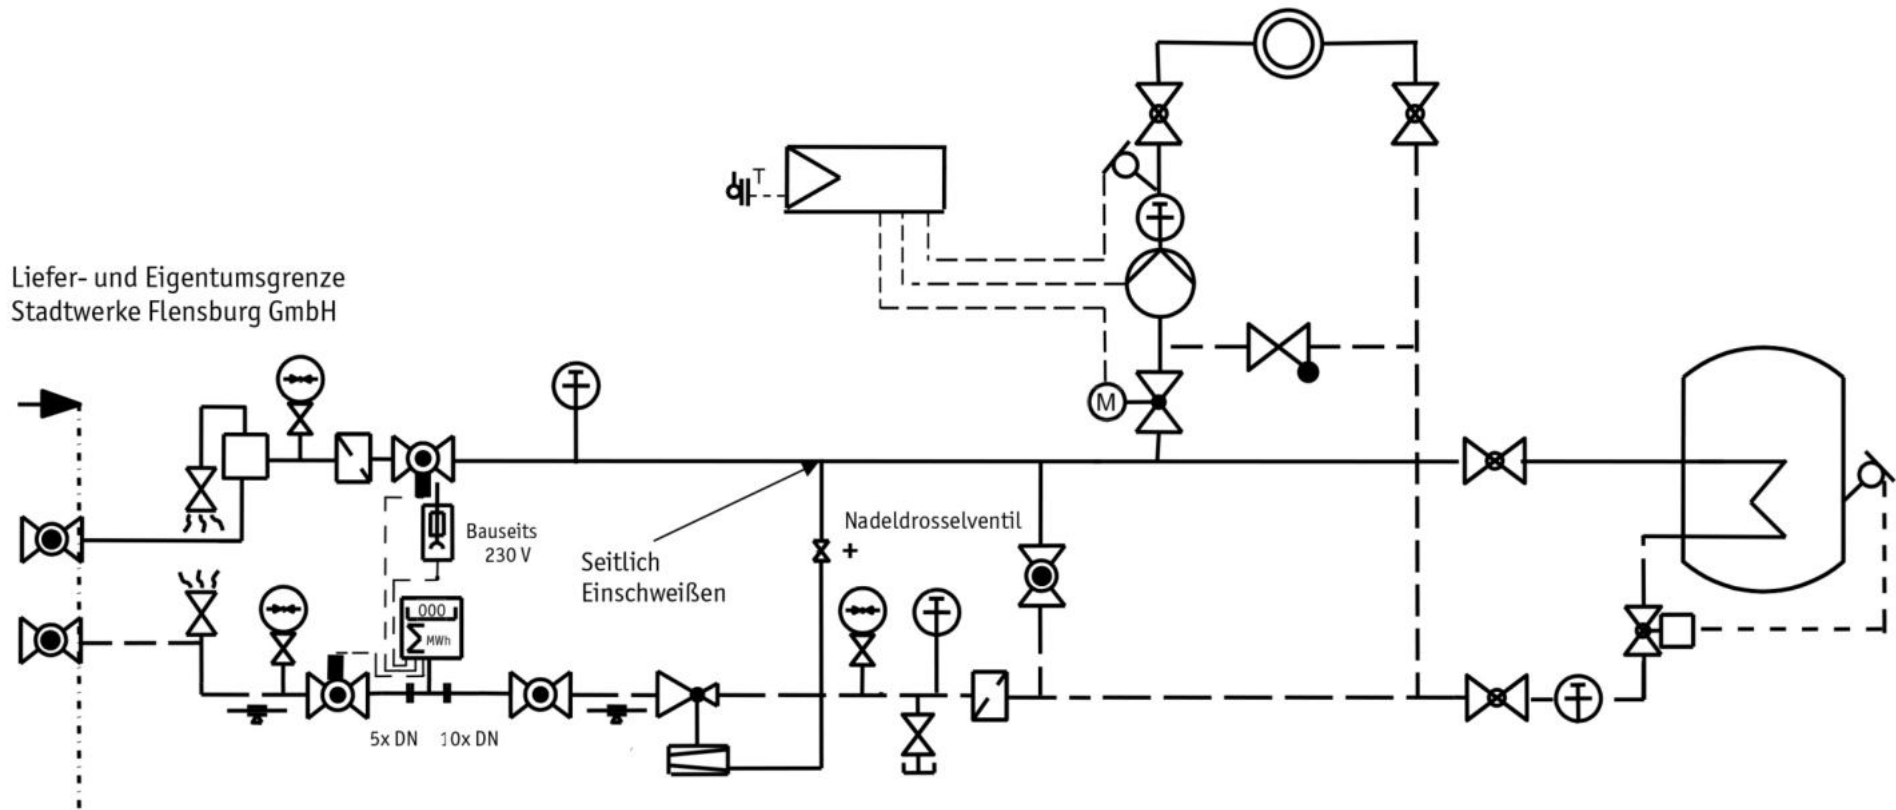 T
Liefer- und Eigentumsgrenze
Stadtwerke Flensburg GmbH
M
Bauseits
230 V
Nadeldrosselventil
+
Seitlich
Einschweißen
000
MWh
5x DN 10x DN